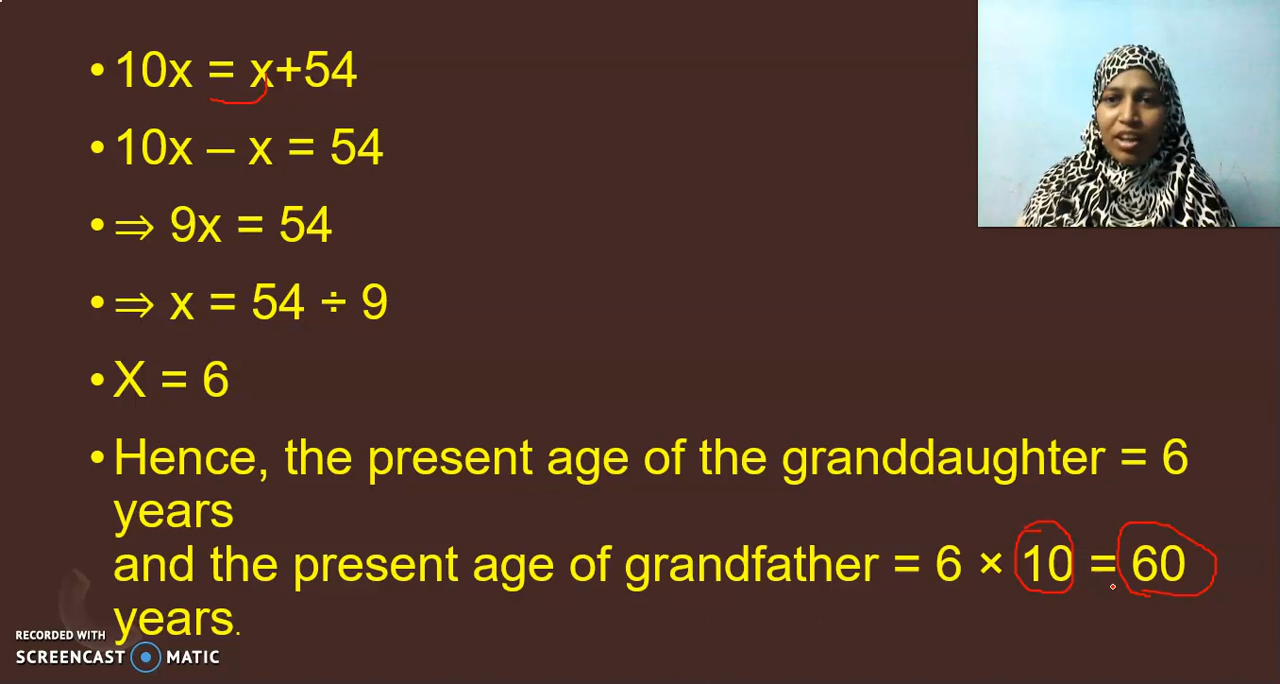 • 10x = x+54
• 10x – x = 54
• ⇒ 9x = 54
• ⇒ x = 54 ÷ 9
• X = 6
• Hence, the present age of the granddaughter = 6
years
and the present age of grandfather = 6 × 10 = 60
years.
RECORDED WITH
SCREENCAST MATIC